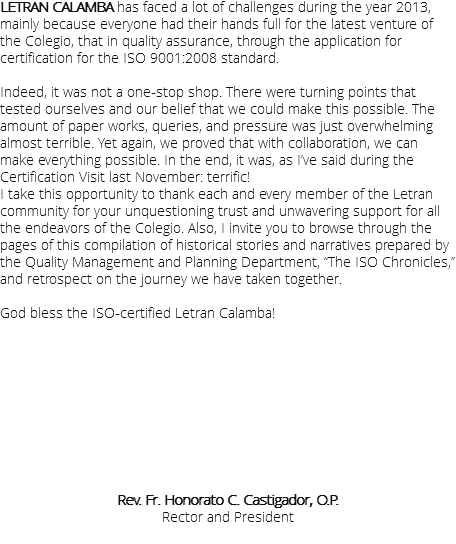 LETRAN CALAMBA has faced a lot of challenges during the year 2013,
mainly because everyone had their hands full for the latest venture of
the Colegio, that in quality assurance, through the application for
certification for the ISO 9001:2008 standard.

Indeed, it was not a one-stop shop. There were turning points that
tested ourselves and our belief that we could make this possible. The
amount of paper works, queries, and pressure was just overwhelming
almost terrible. Yet again, we proved that with collaboration, we can
make everything possible. In the end, it was, as I’ve said during the
Certification Visit last November: terrific!
I take this opportunity to thank each and every member of the Letran
community for your unquestioning trust and unwavering support for all
the endeavors of the Colegio. Also, I invite you to browse through the
pages of this compilation of historical stories and narratives prepared by
the Quality Management and Planning Department, “The ISO Chronicles,”
and retrospect on the journey we have taken together.

God bless the ISO-certified Letran Calamba!

Rev. Fr. Honorato C. Castigador, O.P.
Rector and President